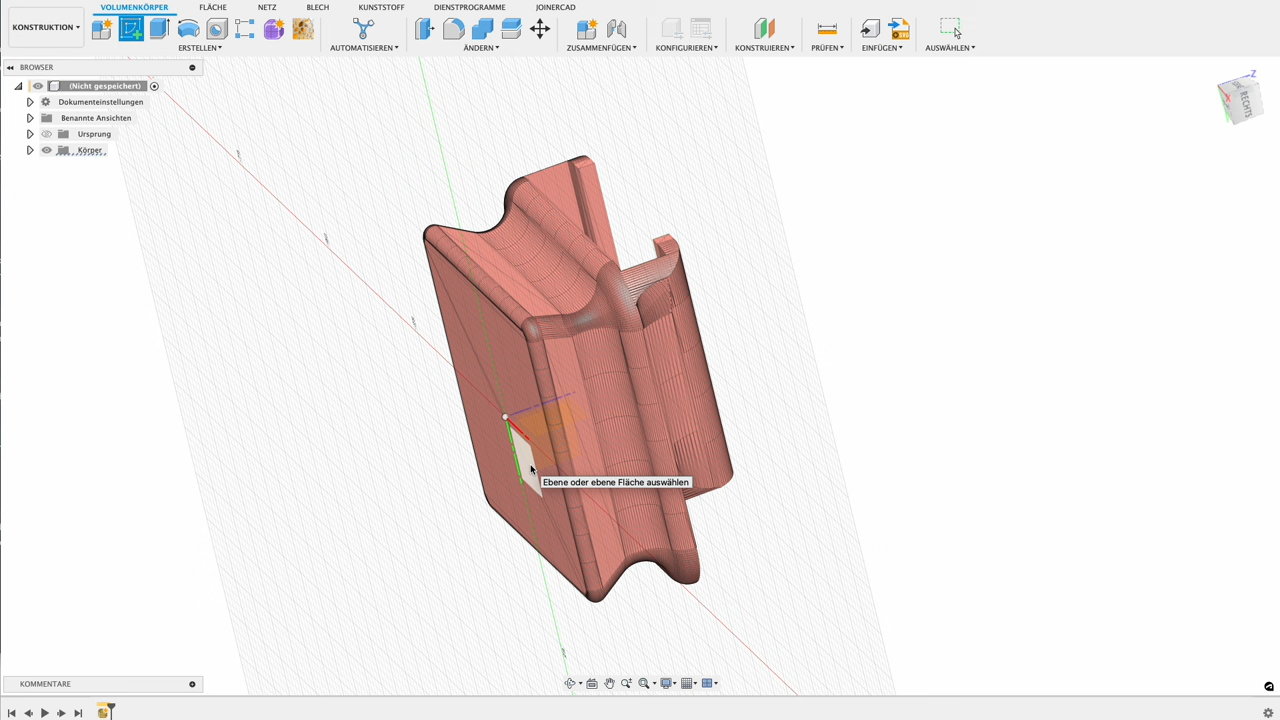 VOLUMENKÖRPER FLÄCHE NETZ BLECH KUNSTSTOFF DIENSTPROGRAMME JOINERCAD
KONSTRUKTION
ERSTELLEN AUTOMATISIEREN ÄNDERN ZUSAMMENFÜGEN KONFIGURIEREN KONSTRUIEREN PRÜFEN EINFÜGEN AUSWÄHLEN
BROWSER
(Nicht gespeichert)
Dokumenteinstellungen
Benannte Ansichten
Ursprung
Körper
Z
X
RECHTS
Ebene oder ebene Fläche auswählen
KOMMENTARE